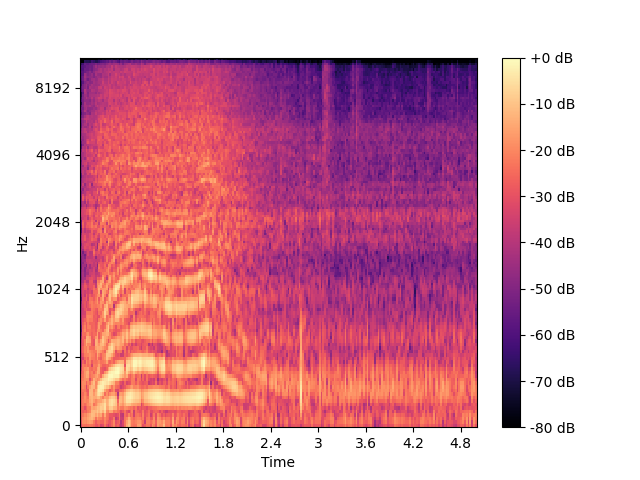 8192
4096
2048
1024
512
0
Hz
0 0.6 1.2 1.8 2.4 3 3.6 4.2 4.8
Time
+0 dB
-10 dB
-20 dB
-30 dB
-40 dB
-50 dB
-60 dB
-70 dB
-80 dB